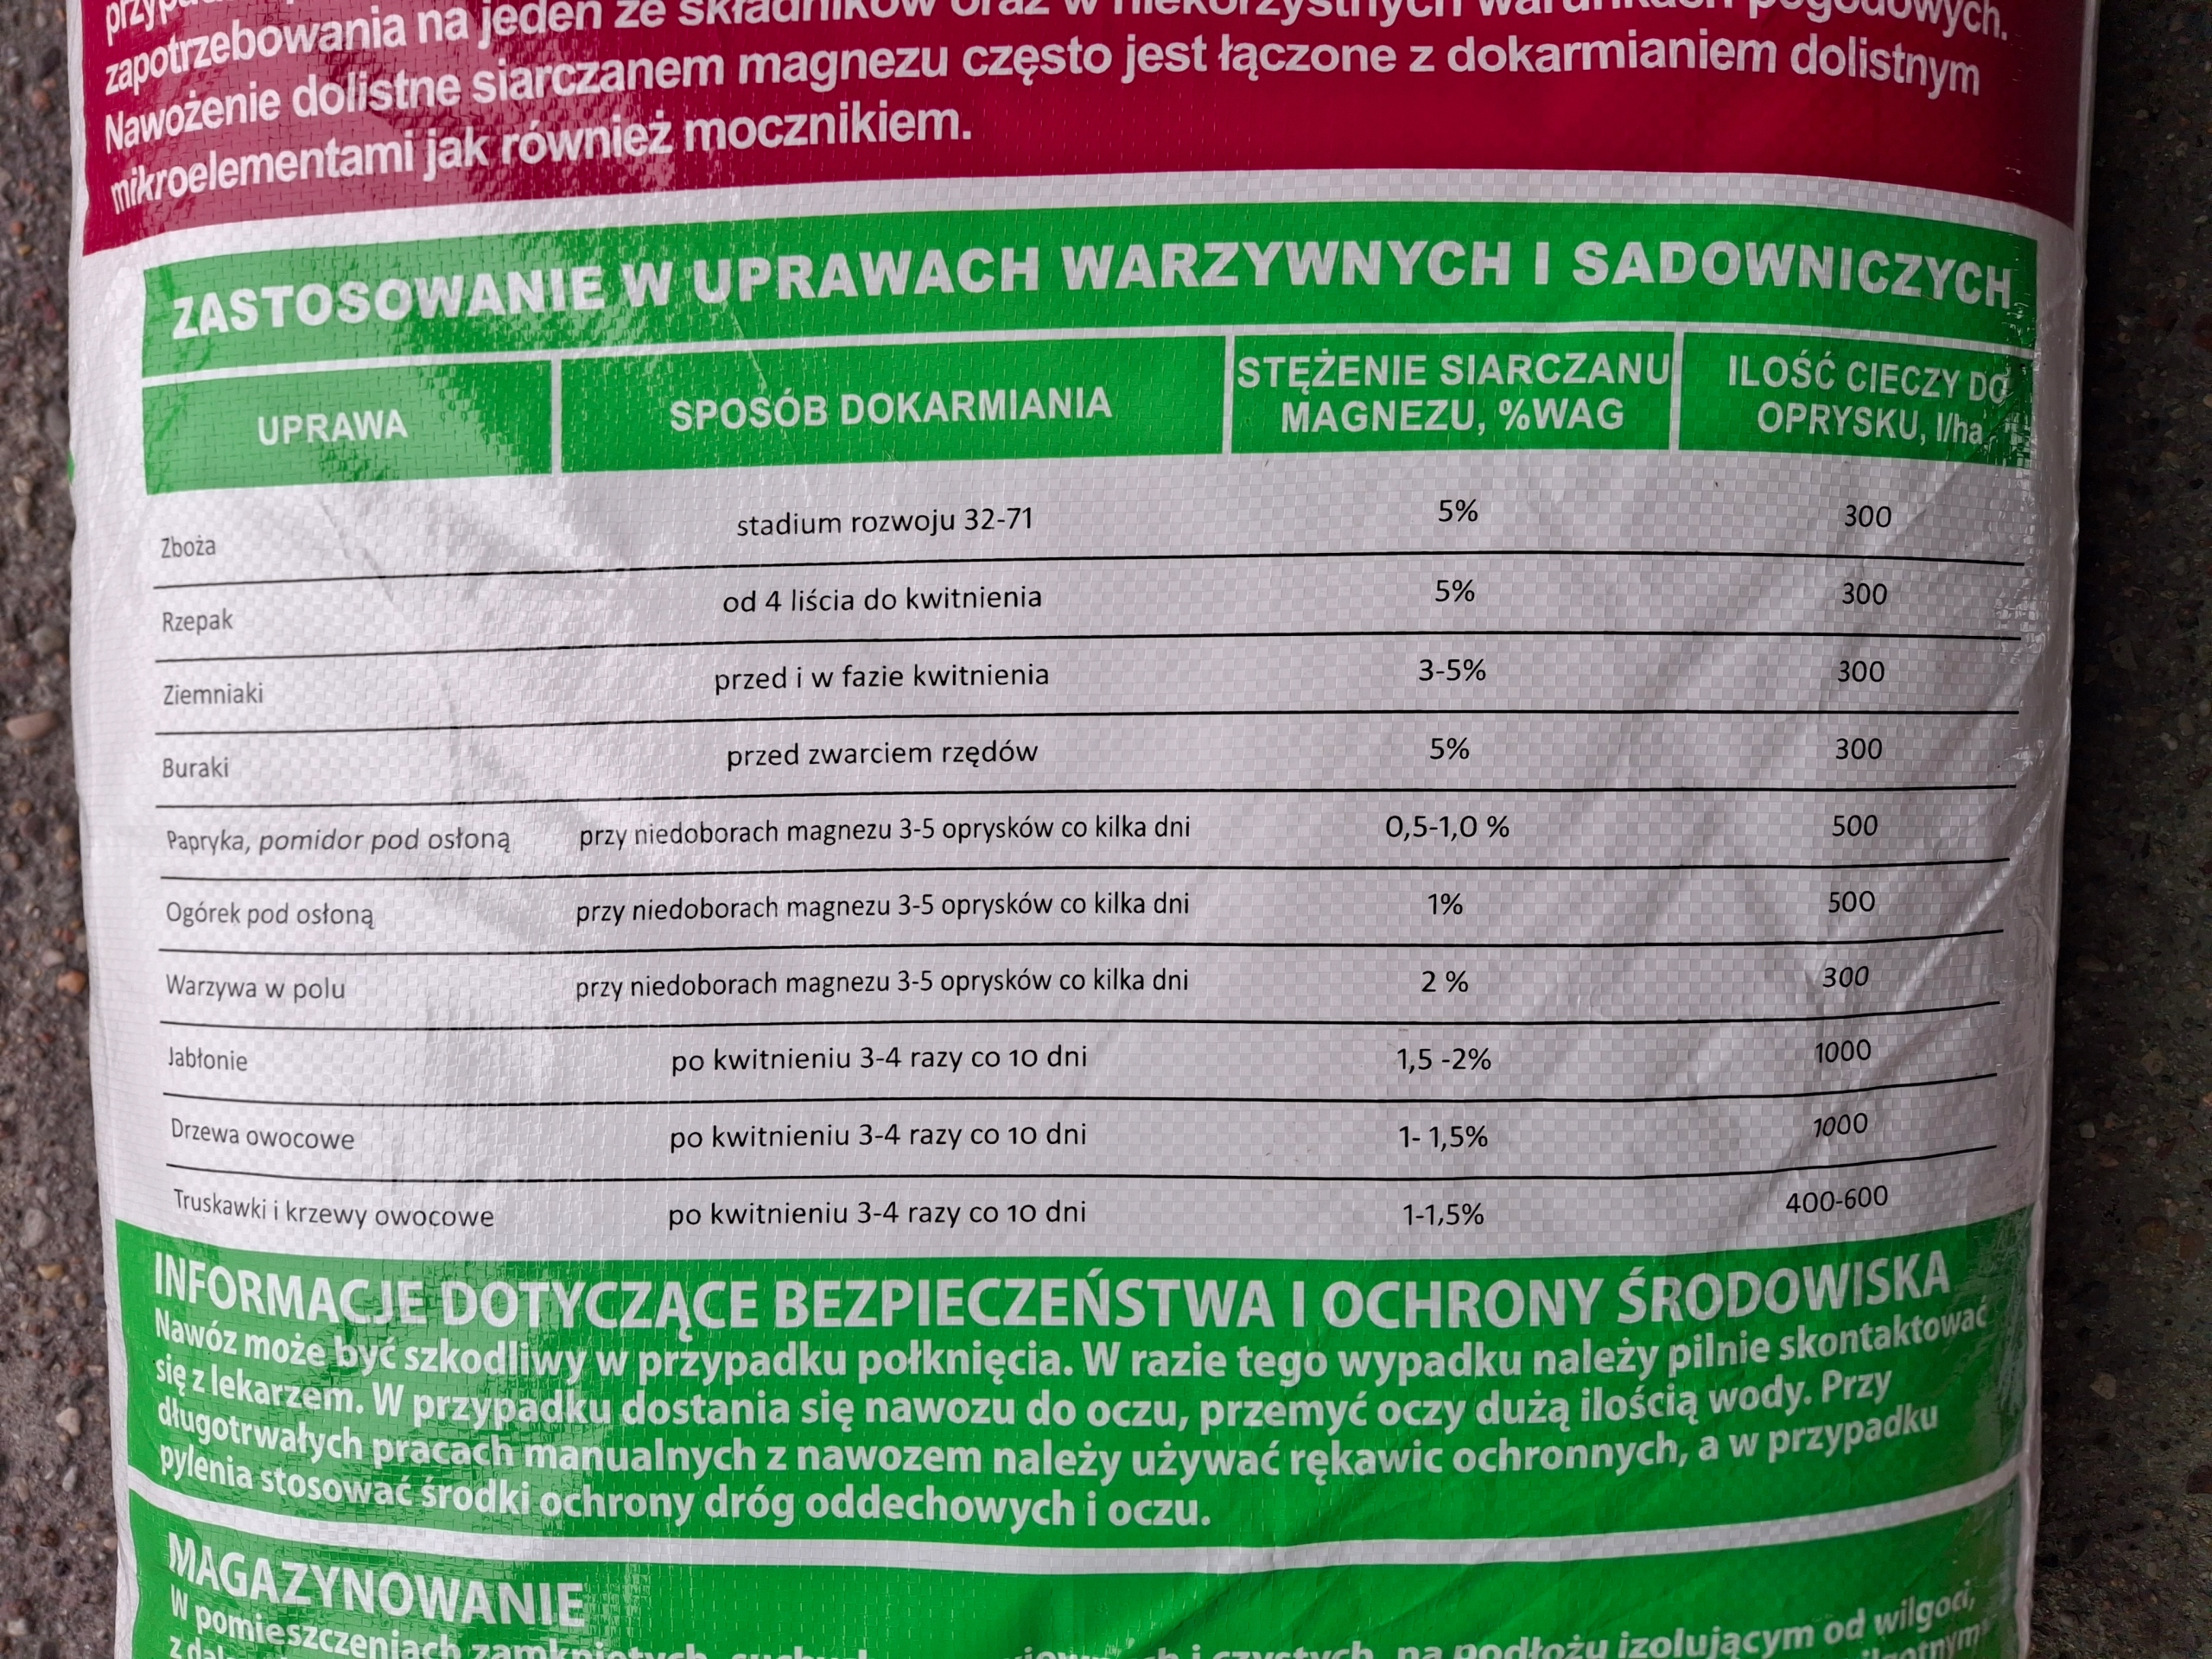 zapotrzebowania na jeden ze składników oraz w niekorzystnych warunkach pogodowych.
Nawożenie dolistne siarczanem magnezu często jest łączone z dokarmianiem dolistnym
mikroelementami jak również mocznikiem.
ZASTOSOWANIE W UPRAWACH WARZYWNYCH I SADOWNICZYCH
UPRAWA SPOSÓB DOKARMIANIA STĘŻENIE SIARCZANU MAGNEZU, %WAG ILOŚĆ CIECZY DO OPRYSKU, l/ha
Zboża stadium rozwoju 32-71 5% 300
Rzepak od 4 liścia do kwitnienia 5% 300
Ziemniaki przed i w fazie kwitnienia 3-5% 300
Buraki przed zwarciem rzędów 5% 300
Papryka, pomidor pod osłoną przy niedoborach magnezu 3-5 oprysków co kilka dni 0,5-1,0 % 500
Ogórek pod osłoną przy niedoborach magnezu 3-5 oprysków co kilka dni 1% 500
Warzywa w polu przy niedoborach magnezu 3-5 oprysków co kilka dni 2 % 300
Jabłonie po kwitnieniu 3-4 razy co 10 dni 1,5 -2% 1000
Drzewa owocowe po kwitnieniu 3-4 razy co 10 dni 1- 1,5% 1000
Truskawki i krzewy owocowe po kwitnieniu 3-4 razy co 10 dni 1-1,5% 400-600
INFORMACJE DOTYCZĄCE BEZPIECZEŃSTWA I OCHRONY ŚRODOWISKA
Nawóz może być szkodliwy w przypadku połknięcia. W razie tego wypadku należy pilnie skontaktować
się z lekarzem. W przypadku dostania się nawozu do oczu, przemyć oczy dużą ilością wody. Przy
długotrwałych pracach manualnych z nawozem należy używać rękawic ochronnych, a w przypadku
pylenia stosować środki ochrony dróg oddechowych i oczu.
MAGAZYNOWANIE
W pomieszczeniach zamkniętych, i czystych, na podłożu izolującym od wilgoci,